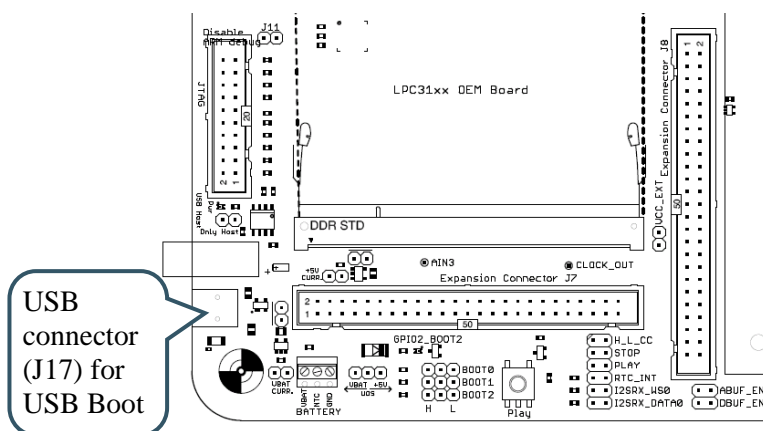 Disable
ARM debug
J11
JTAG
20
2
1
LPC31xx OEM Board
Expansion Connector J8
1
2
50
VCC_EXT
USB Host
Pwr
Only Host
DDR STD
AIN3
CLOCK_OUT
+5V
CURR.
+
Expansion Connector J7
2
1
50
USB
connector
(J17) for
USB Boot
GPIO2_BOOT2
VBAT
CURR.
VBAT
NTC
GND
BATTERY
VBAT +5V
BOOT0
BOOT1
BOOT2
H L
Play
H_L_CC
STOP
PLAY
RTC_INT
I2SRX_WS0
I2SRX_DATA0
ABUF_EN
DBUF_EN